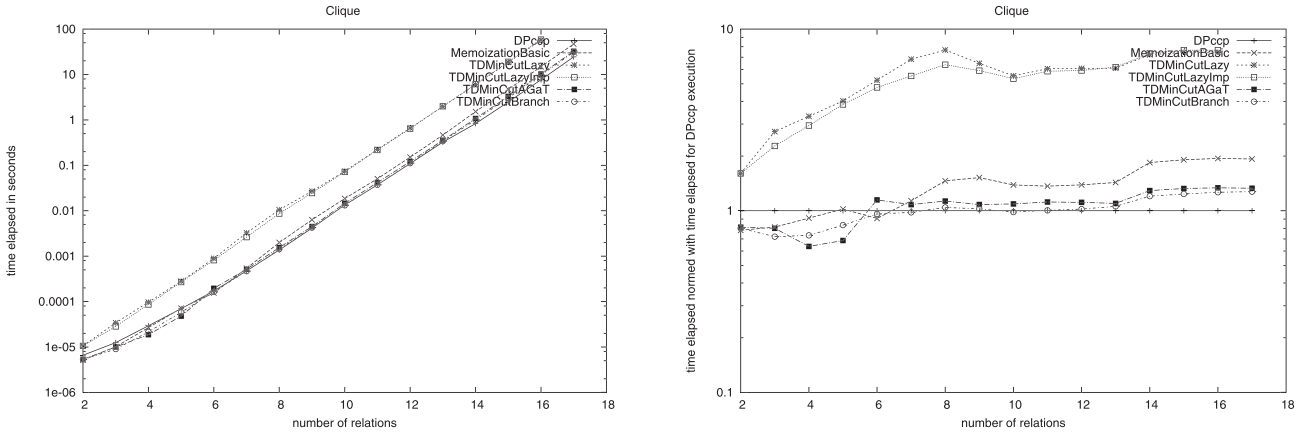 Clique
time elapsed in seconds
100
10
1
0.1
0.01
0.001
0.0001
1e-05
1e-06
DPccp
MemoizationBasic
TDMinCutLazy
TDMinCutLazyImp
TDMinCutAGaT
TDMinCutBranch
2 4 6 8 10 12 14 16 18
number of relations
Clique
time elapsed normed with time elapsed for DPccp execution
10
1
0.1
DPccp
MemoizationBasic
TDMinCutLazy
TDMinCutLazyImp
TDMinCutAGaT
TDMinCutBranch
2 4 6 8 10 12 14 16 18
number of relations